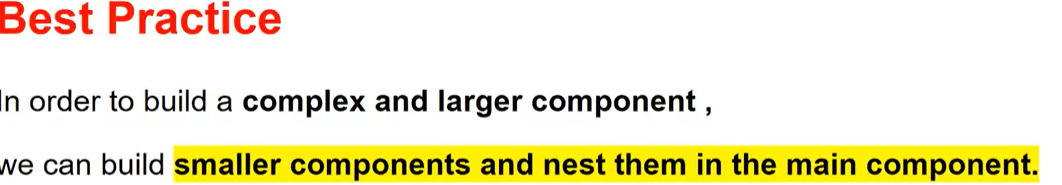 Best Practice
In order to build a complex and larger component ,
we can build smaller components and nest them in the main component.